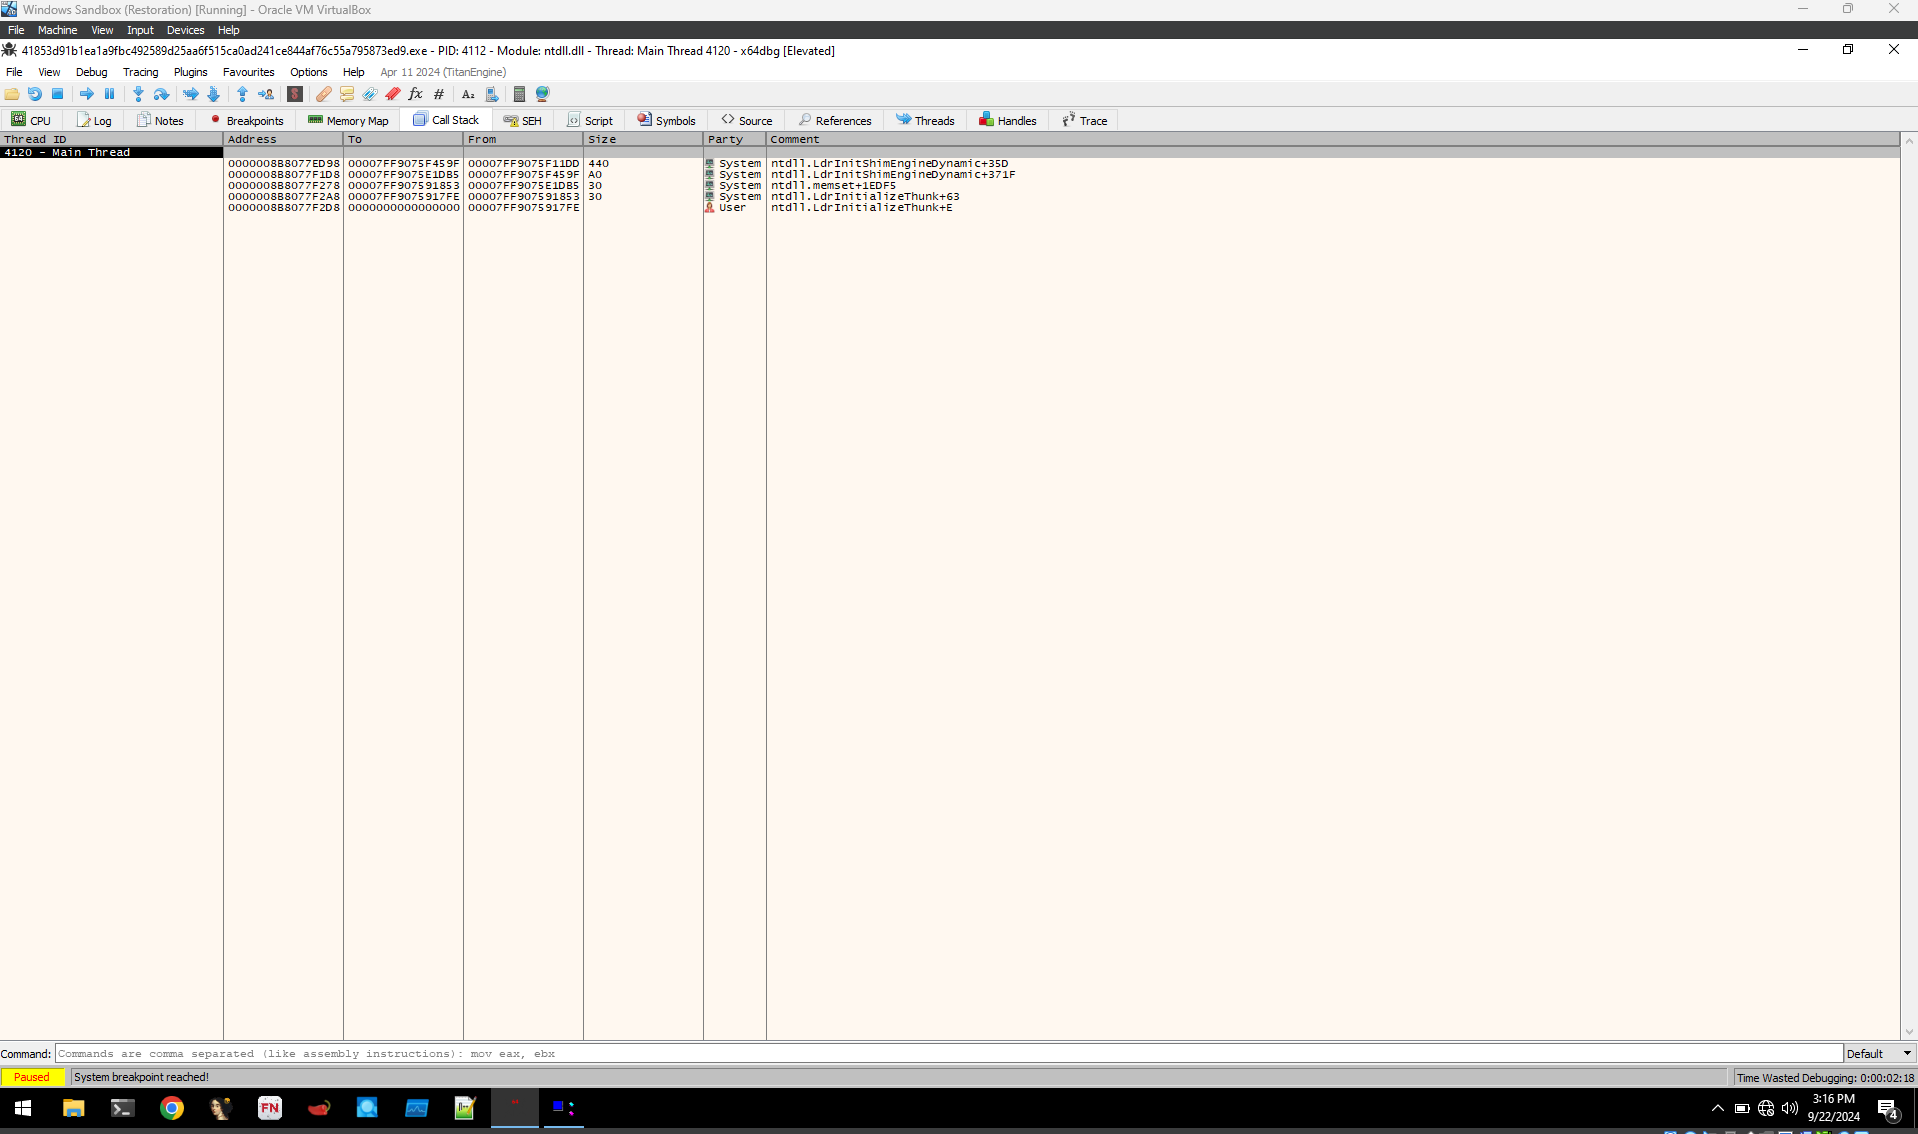 Windows Sandbox (Restoration) [Running] - Oracle VM VirtualBox
File Machine View Input Devices Help
41853d91b1ea1a9fbc492589d25aa6f515ca0ad241ce844af76c55a795873ed9.exe - PID: 4112 - Module: ntdll.dll - Thread: Main Thread 4120 - x64dbg [Elevated]
File View Debug Tracing Plugins Favourites Options Help Apr 11 2024 (TitanEngine)
CPU Log Notes Breakpoints Memory Map Call Stack SEH Script Symbols Source References Threads Handles Trace
Thread ID Address To From Size Party Comment
4120 - Main Thread
0000008B8077ED98 00007FF9075F459F 00007FF9075F11DD 440 System ntdll.LdrInitShimEngineDynamic+35D
0000008B8077F1D8 00007FF9075E1DB5 00007FF9075F459F A0 System ntdll.LdrInitShimEngineDynamic+371F
0000008B8077F278 00007FF907591853 00007FF9075E1DB5 30 System ntdll.memset+1EDF5
0000008B8077F2A8 00007FF9075917FE 00007FF907591853 30 System ntdll.LdrInitializeThunk+63
0000008B8077F2D8 0000000000000000 00007FF9075917FE User ntdll.LdrInitializeThunk+E
Command: Commands are comma separated (like assembly instructions): mov eax, ebx Default
Paused System breakpoint reached! Time Wasted Debugging: 0:00:02:18
FN
3:16 PM
9/22/2024
4